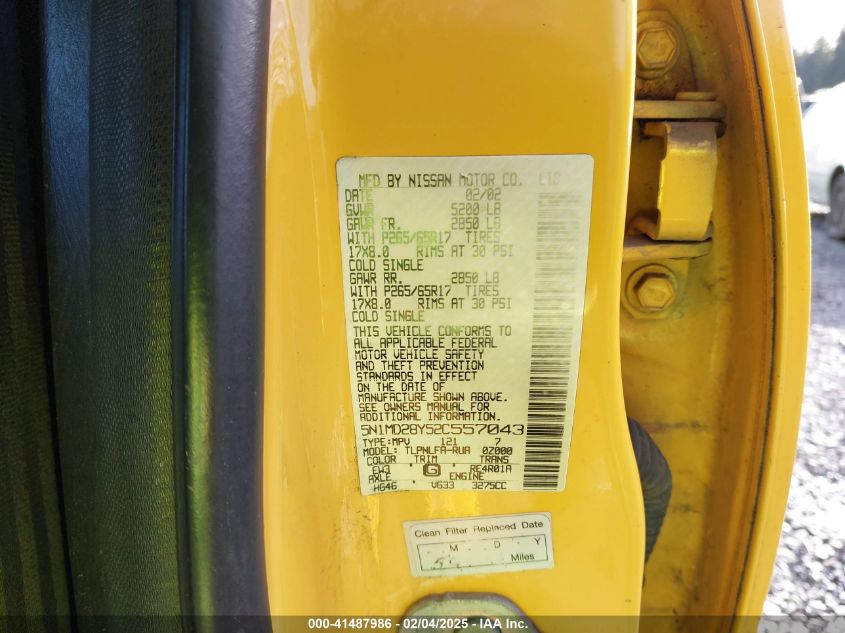 MFD BY NISSAN MOTOR CO. LTD
DATE 02/02
GVWR 5200 LB
GAWR FR. 2850 LB
WITH P265/65R17 TIRES
17X8.0 RIMS AT 30 PSI
COLD SINGLE
GAWR RR. 2850 LB
WITH P265/65R17 TIRES
17X8.0 RIMS AT 30 PSI
COLD SINGLE
THIS VEHICLE CONFORMS TO
ALL APPLICABLE FEDERAL
MOTOR VEHICLE SAFETY
AND THEFT PREVENTION
STANDARDS IN EFFECT
ON THE DATE OF
MANUFACTURE SHOWN ABOVE.
SEE OWNERS MANUAL FOR
ADDITIONAL INFORMATION.
5N1MD28Y52C557043
TYPE:MPV 121 7
MODEL: TLPNLFA-RUA 02000
COLOR TRIM TRANS
EW3 G RE4R01A
AXLE ENGINE
HG46 VG33 3275CC
Clean Filter Replaced Date
M D Y
Miles
000-41487986 - 02/04/2025 - IAA Inc.